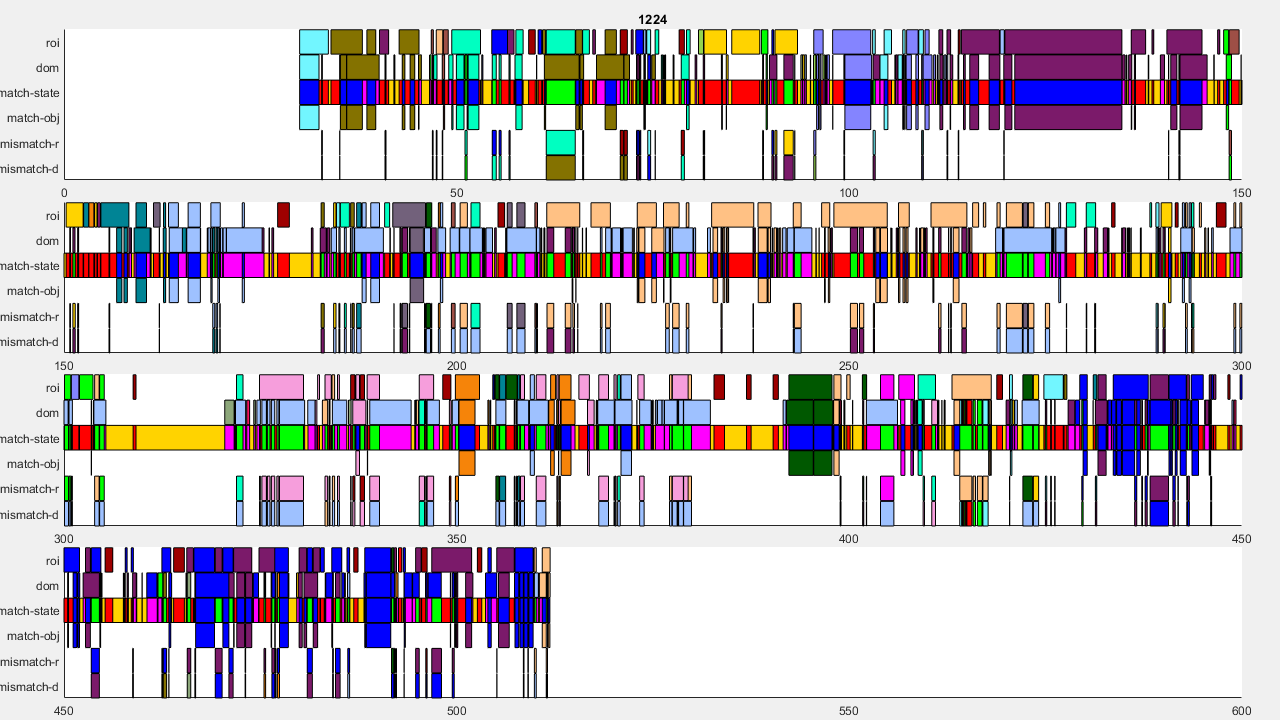 1224
roi
dom
match-state
match-obj
mismatch-r
mismatch-d
0 50 100 150
roi
dom
match-state
match-obj
mismatch-r
mismatch-d
150 200 250 300
roi
dom
match-state
match-obj
mismatch-r
mismatch-d
300 350 400 450
roi
dom
match-state
match-obj
mismatch-r
mismatch-d
450 500 550 600